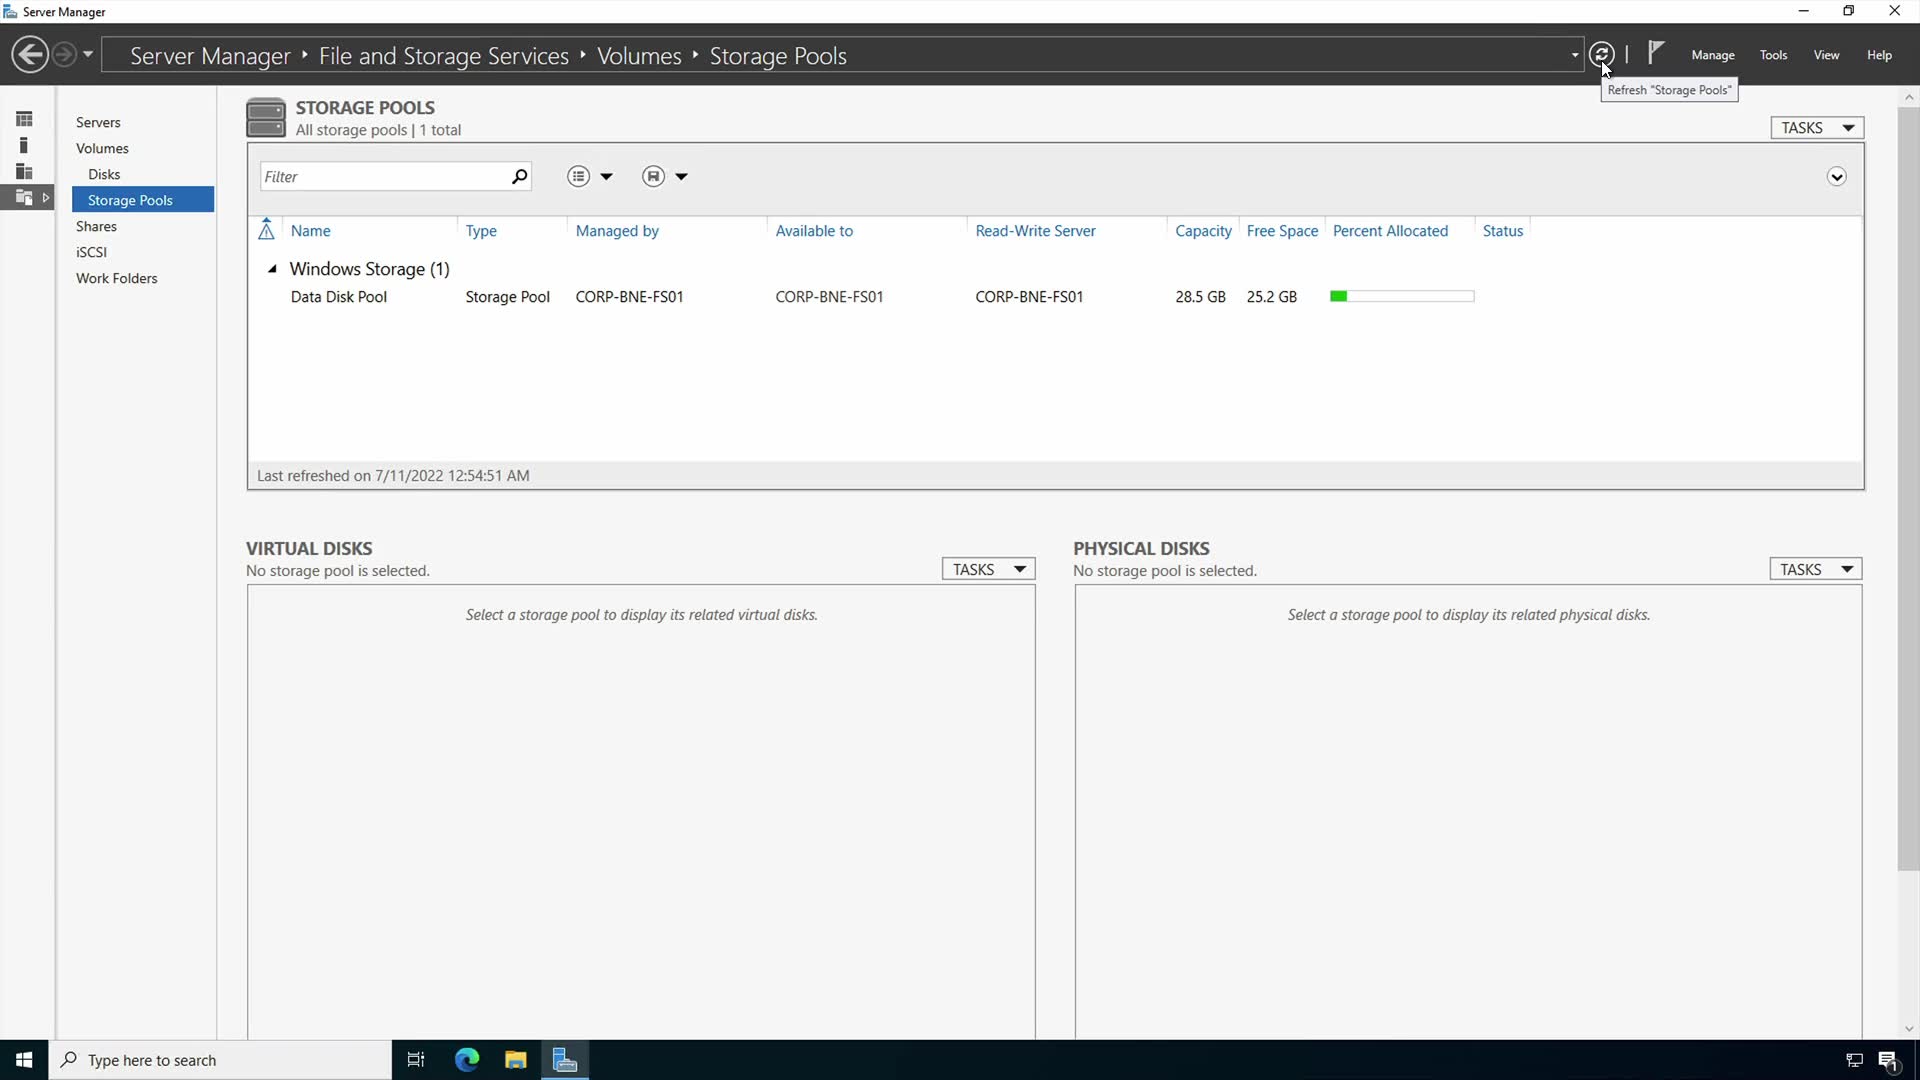 Server Manager
Server Manager ‣ File and Storage Services ‣ Volumes ‣ Storage Pools
Manage Tools View Help
Refresh "Storage Pools"
Servers
Volumes
Disks
Storage Pools
Shares
iSCSI
Work Folders
STORAGE POOLS
All storage pools | 1 total
TASKS
Filter
Name Type Managed by Available to Read-Write Server Capacity Free Space Percent Allocated Status
Windows Storage (1)
Data Disk Pool Storage Pool CORP-BNE-FS01 CORP-BNE-FS01 CORP-BNE-FS01 28.5 GB 25.2 GB
Last refreshed on 7/11/2022 12:54:51 AM
VIRTUAL DISKS
No storage pool is selected.
TASKS
Select a storage pool to display its related virtual disks.
PHYSICAL DISKS
No storage pool is selected.
TASKS
Select a storage pool to display its related physical disks.
Type here to search
1